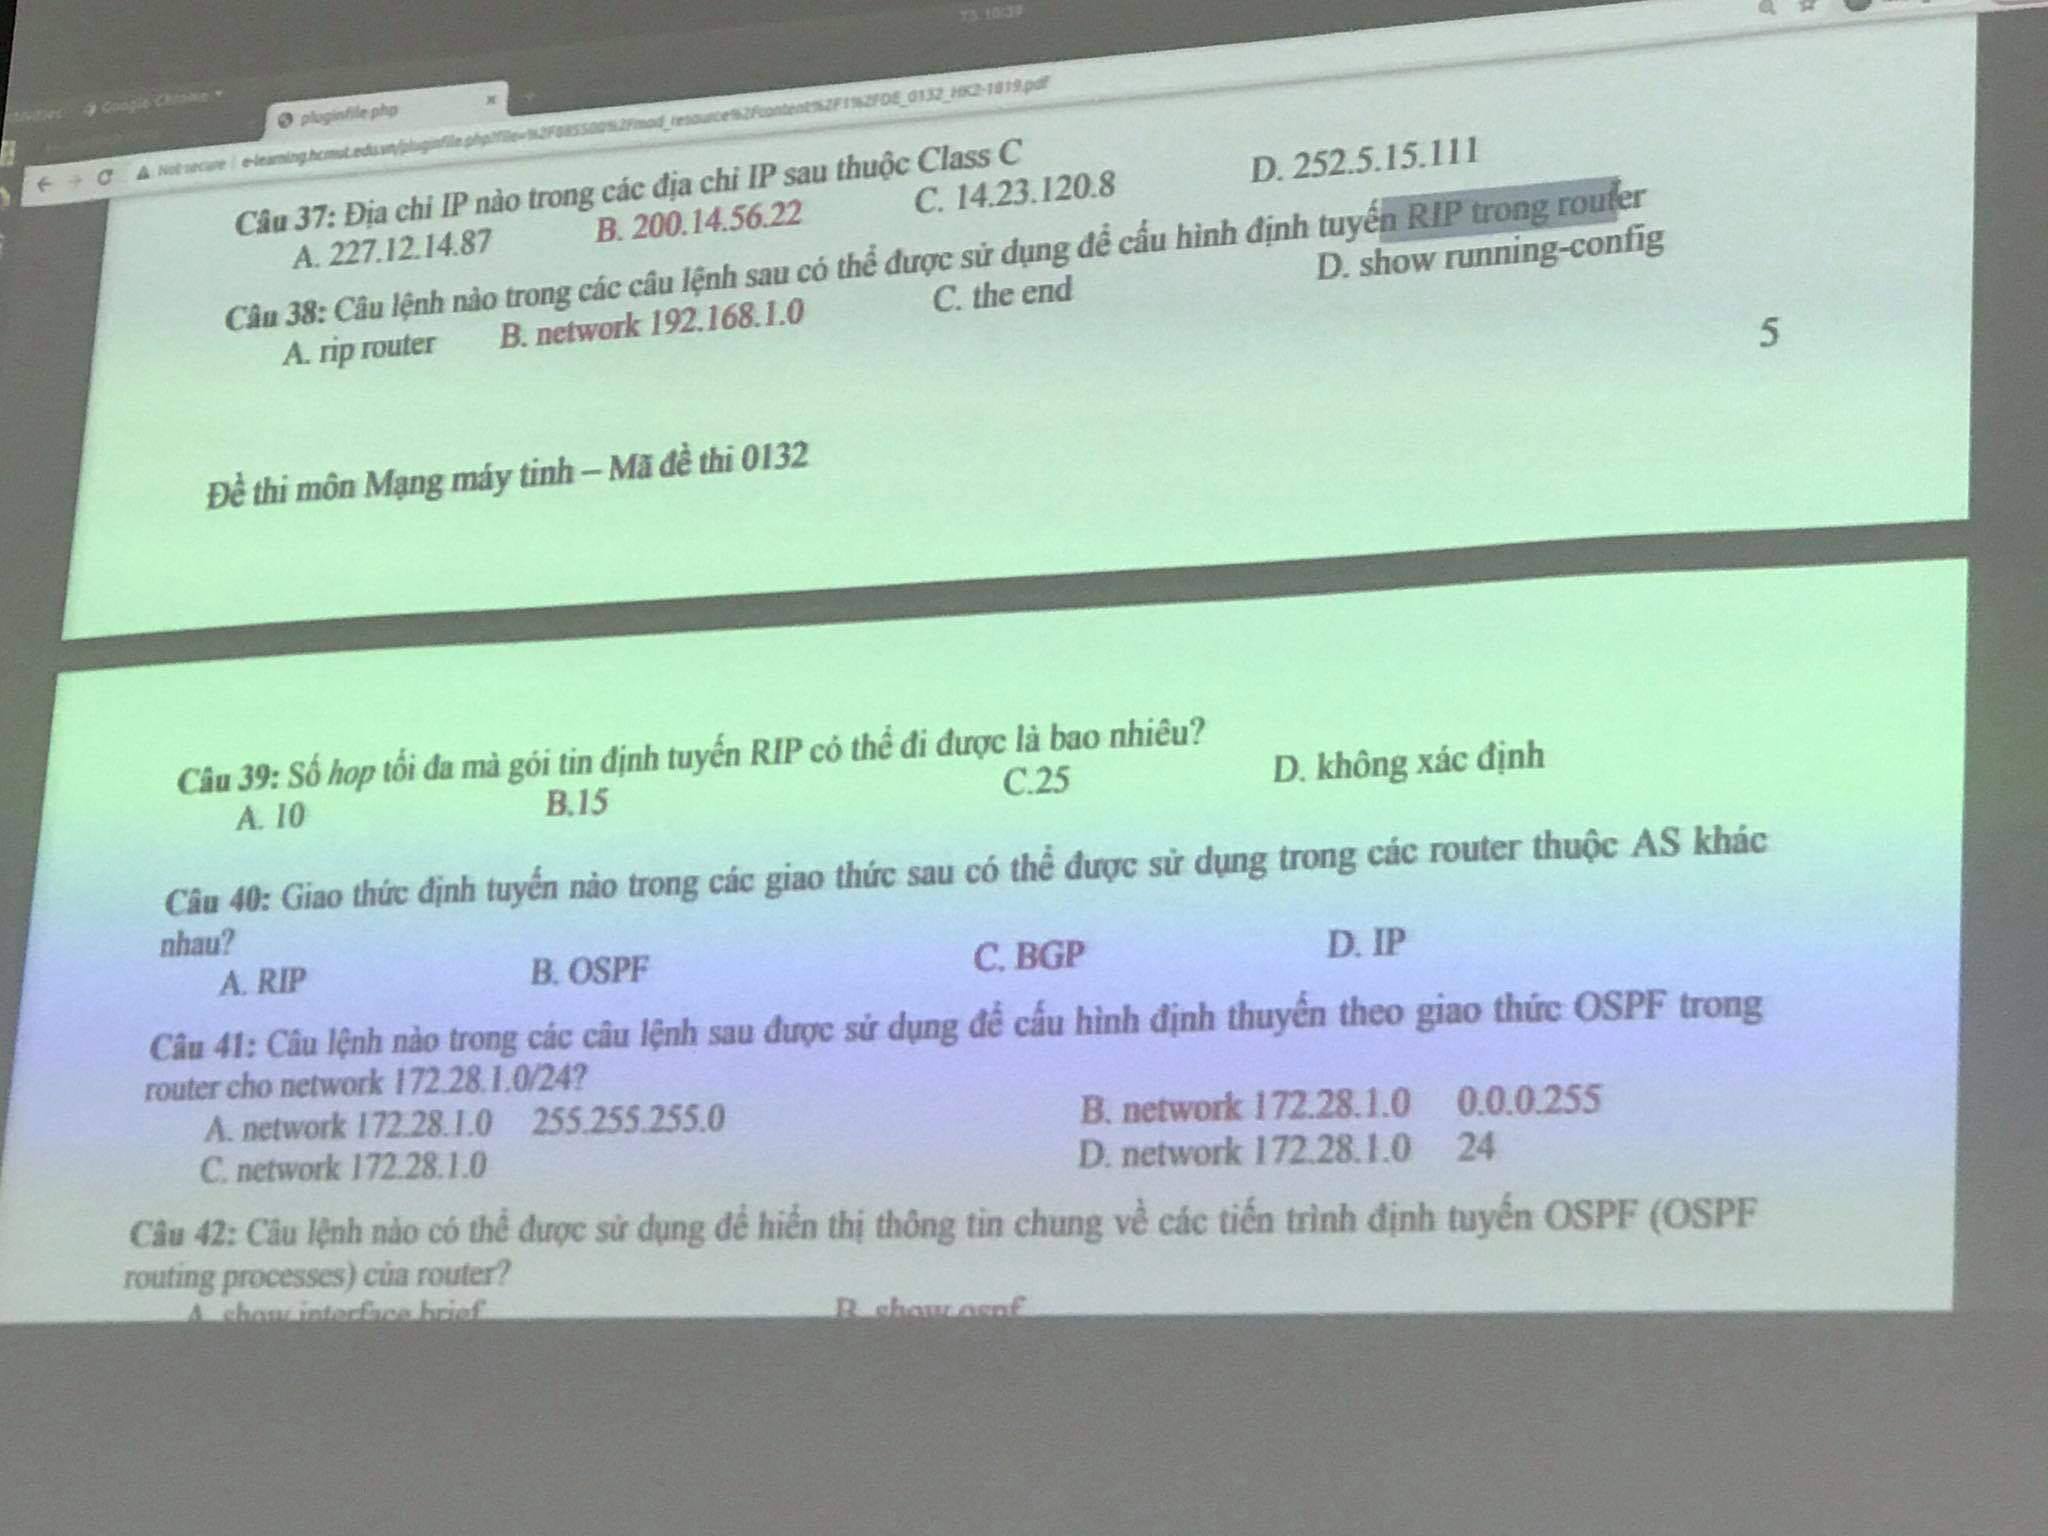 T5 10:39
Google Chrome
pluginfile.php
Not secure | e-learning.hcmut.edu.vn/pluginfile.php?file=%2F885500%2Fmod_resource%2Fcontent%2F1%2FDE_0132_HK2-1819.pdf
Câu 37: Địa chỉ IP nào trong các địa chỉ IP sau thuộc Class C
A. 227.12.14.87 B. 200.14.56.22 C. 14.23.120.8 D. 252.5.15.111
Câu 38: Câu lệnh nào trong các câu lệnh sau có thể được sử dụng để cấu hình định tuyến RIP trong router
A. rip router B. network 192.168.1.0 C. the end D. show running-config
5
Đề thi môn Mạng máy tính – Mã đề thi 0132
Câu 39: Số hop tối đa mà gói tin định tuyến RIP có thể đi được là bao nhiêu?
A. 10 B.15 C.25 D. không xác định
Câu 40: Giao thức định tuyến nào trong các giao thức sau có thể được sử dụng trong các router thuộc AS khác
nhau?
A. RIP B. OSPF C. BGP D. IP
Câu 41: Câu lệnh nào trong các câu lệnh sau được sử dụng để cấu hình định thuyến theo giao thức OSPF trong
router cho network 172.28.1.0/24?
A. network 172.28.1.0 255.255.255.0 B. network 172.28.1.0 0.0.0.255
C. network 172.28.1.0 D. network 172.28.1.0 24
Câu 42: Câu lệnh nào có thể được sử dụng để hiển thị thông tin chung về các tiến trình định tuyến OSPF (OSPF
routing processes) của router?
A. show interface brief B. show ospf